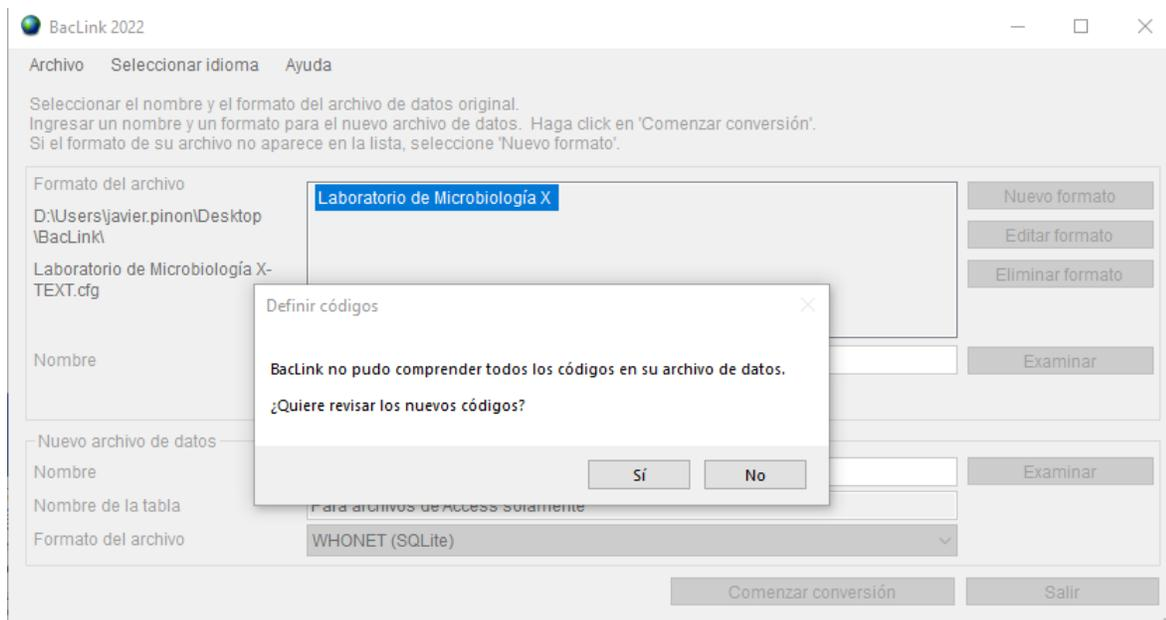 BacLink 2022
Archivo Seleccionar idioma Ayuda
Seleccionar el nombre y el formato del archivo de datos original.
Ingresar un nombre y un formato para el nuevo archivo de datos. Haga click en 'Comenzar conversión'.
Si el formato de su archivo no aparece en la lista, seleccione 'Nuevo formato'.
Formato del archivo
D:\Users\javier.pinon\Desktop
\BacLink\
Laboratorio de Microbiología X-
TEXT.cfg
Laboratorio de Microbiología X
Nuevo formato
Editar formato
Eliminar formato
Definir códigos
BacLink no pudo comprender todos los códigos en su archivo de datos.
¿Quiere revisar los nuevos códigos?
Sí No
Nombre
Examinar
Nuevo archivo de datos
Nombre
Examinar
Nombre de la tabla
Para archivos de Access solamente
Formato del archivo
WHONET (SQLite)
Comenzar conversión Salir